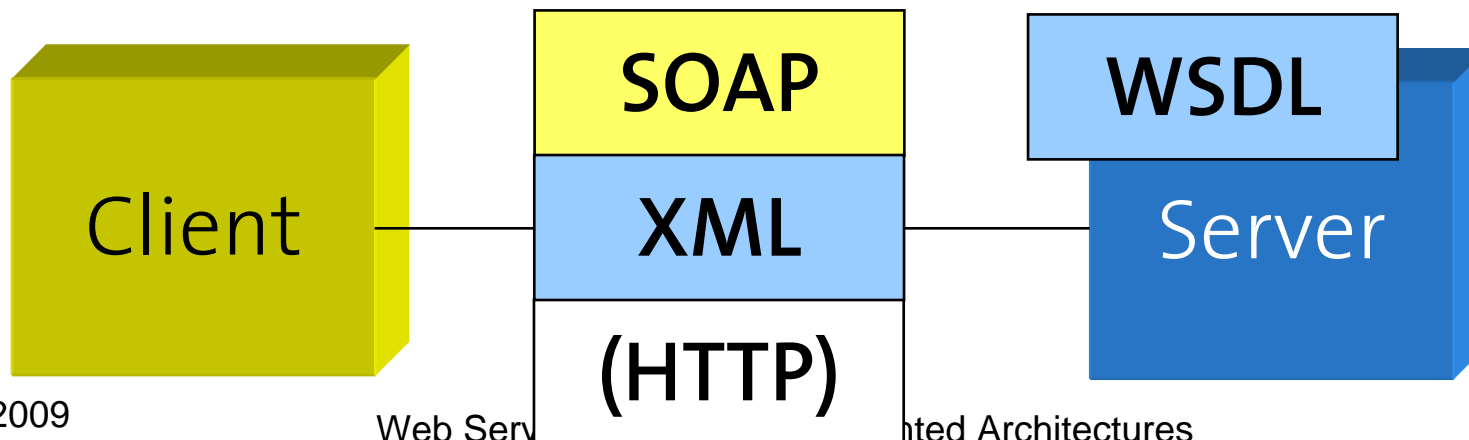 SOAP
WSDL
Client
XML
Server
(HTTP)
2009
Web Serv
nted Architectures